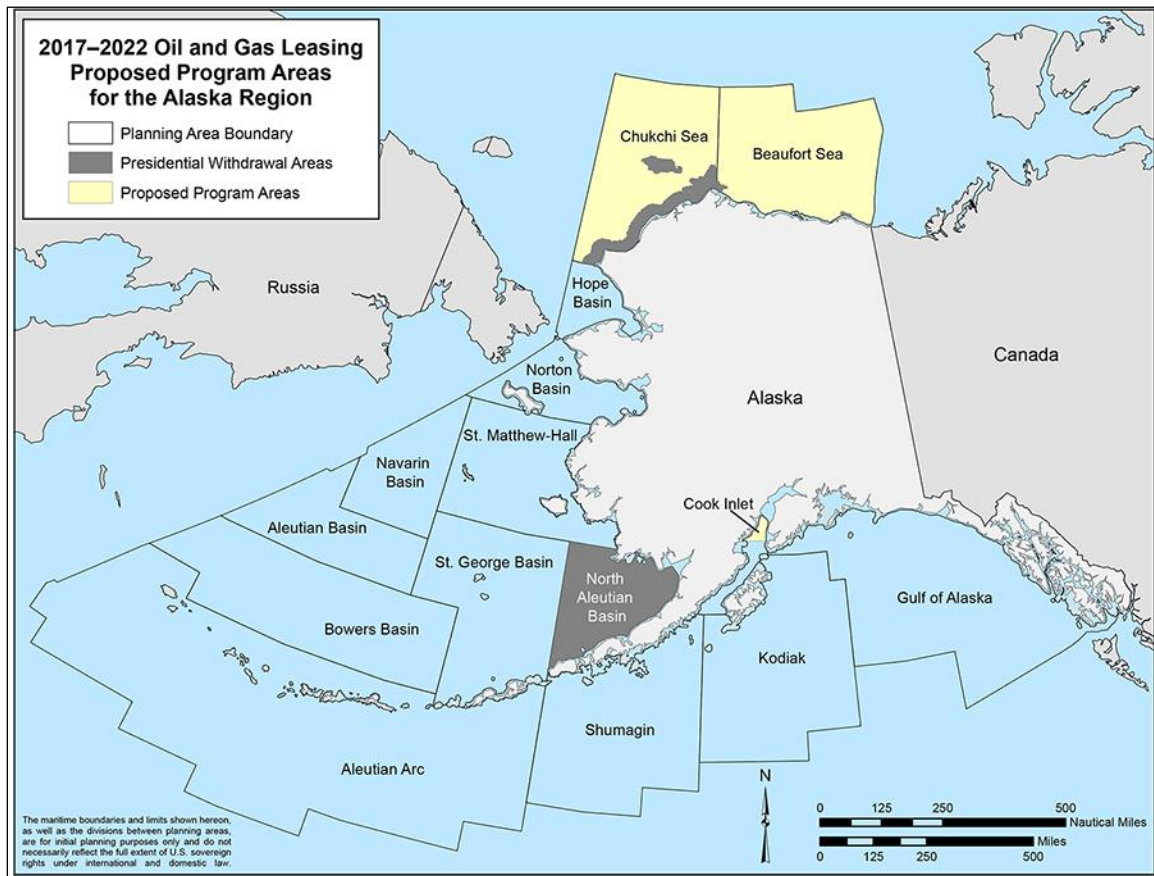 2017–2022 Oil and Gas Leasing
Proposed Program Areas
for the Alaska Region
Planning Area Boundary
Presidential Withdrawal Areas
Proposed Program Areas
Chukchi Sea
Beaufort Sea
Russia
Hope
Basin
Canada
Norton
Basin
Alaska
St. Matthew-Hall
Navarin
Basin
Cook Inlet
Aleutian Basin
St. George Basin
North
Aleutian
Basin
Gulf of Alaska
Bowers Basin
Kodiak
Shumagin
Aleutian Arc
N
0 125 250 500
Nautical Miles
Miles
0 125 250 500
The maritime boundaries and limits shown hereon,
as well as the divisions between planning areas,
are for initial planning purposes only and do not
necessarily reflect the full extent of U.S. sovereign
rights under international and domestic law.